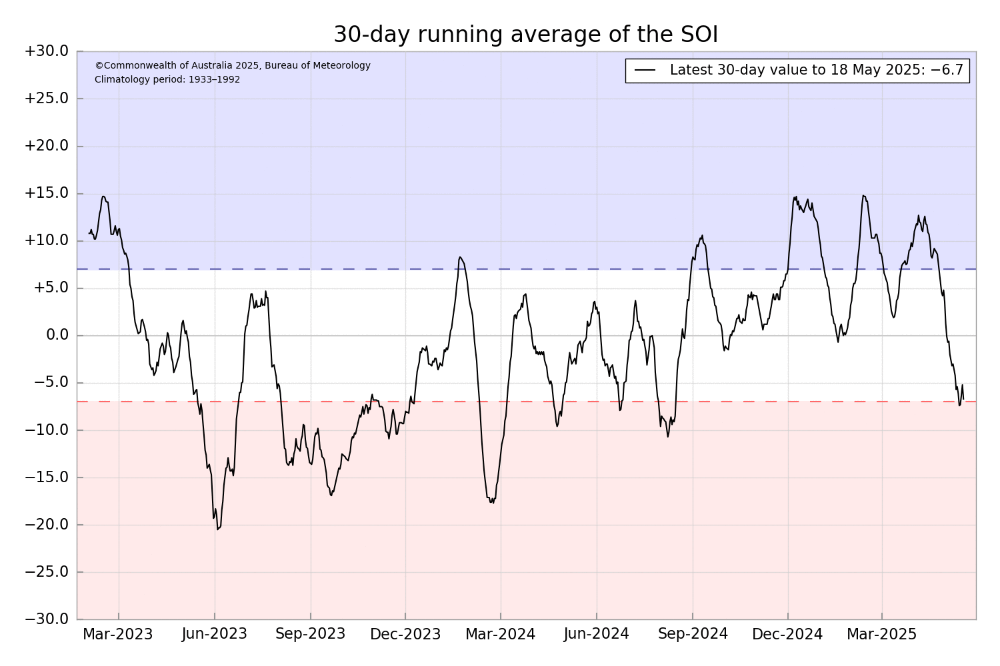 30-day running average of the SOI
+30.0
©Commonwealth of Australia 2025, Bureau of Meteorology
Latest 30-day value to 18 May 2025: −6.7
Climatology period: 1933–1992
+25.0
+20.0
+15.0
+10.0
+5.0
0.0
−5.0
−10.0
−15.0
−20.0
−25.0
−30.0
Mar-2023 Jun-2023 Sep-2023 Dec-2023 Mar-2024 Jun-2024 Sep-2024 Dec-2024 Mar-2025